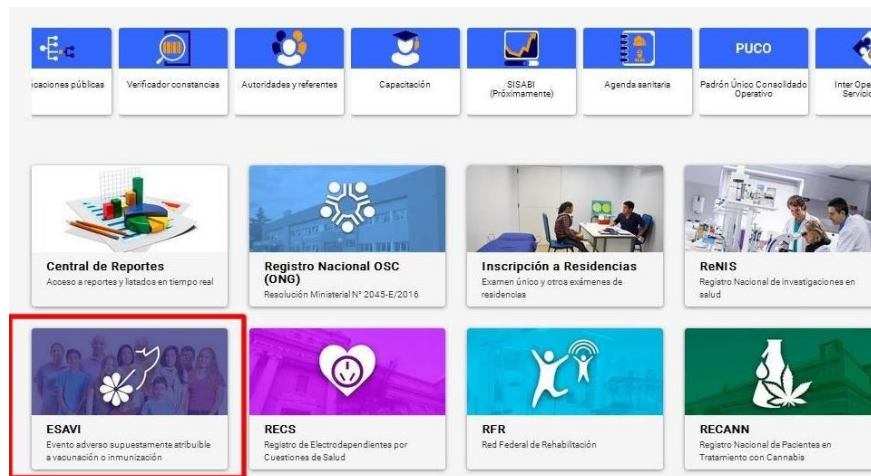 PUCO
icaciones públicas
Verificador constancias
Autoridades y referentes
Capacitación
SISABI
(Próximamente)
Agenda sanitaria
Padrón Único Consolidado
Operativo
Inter Ope
Servicio
Central de Reportes
Acceso a reportes y listados en tiempo real
Registro Nacional OSC
(ONG)
Resolución Ministerial N° 2045-E/2016
Inscripción a Residencias
Examen único y otros exámenes de
residencias
ReNIS
Registro Nacional de investigaciones en
salud
ESAVI
Evento adverso supuestamente atribuible
a vacunación o inmunización
RECS
Registro de Electrodependientes por
Cuestiones de Salud
RFR
Red Federal de Rehabilitación
RECANN
Registro Nacional de Pacientes en
Tratamiento con Cannabis